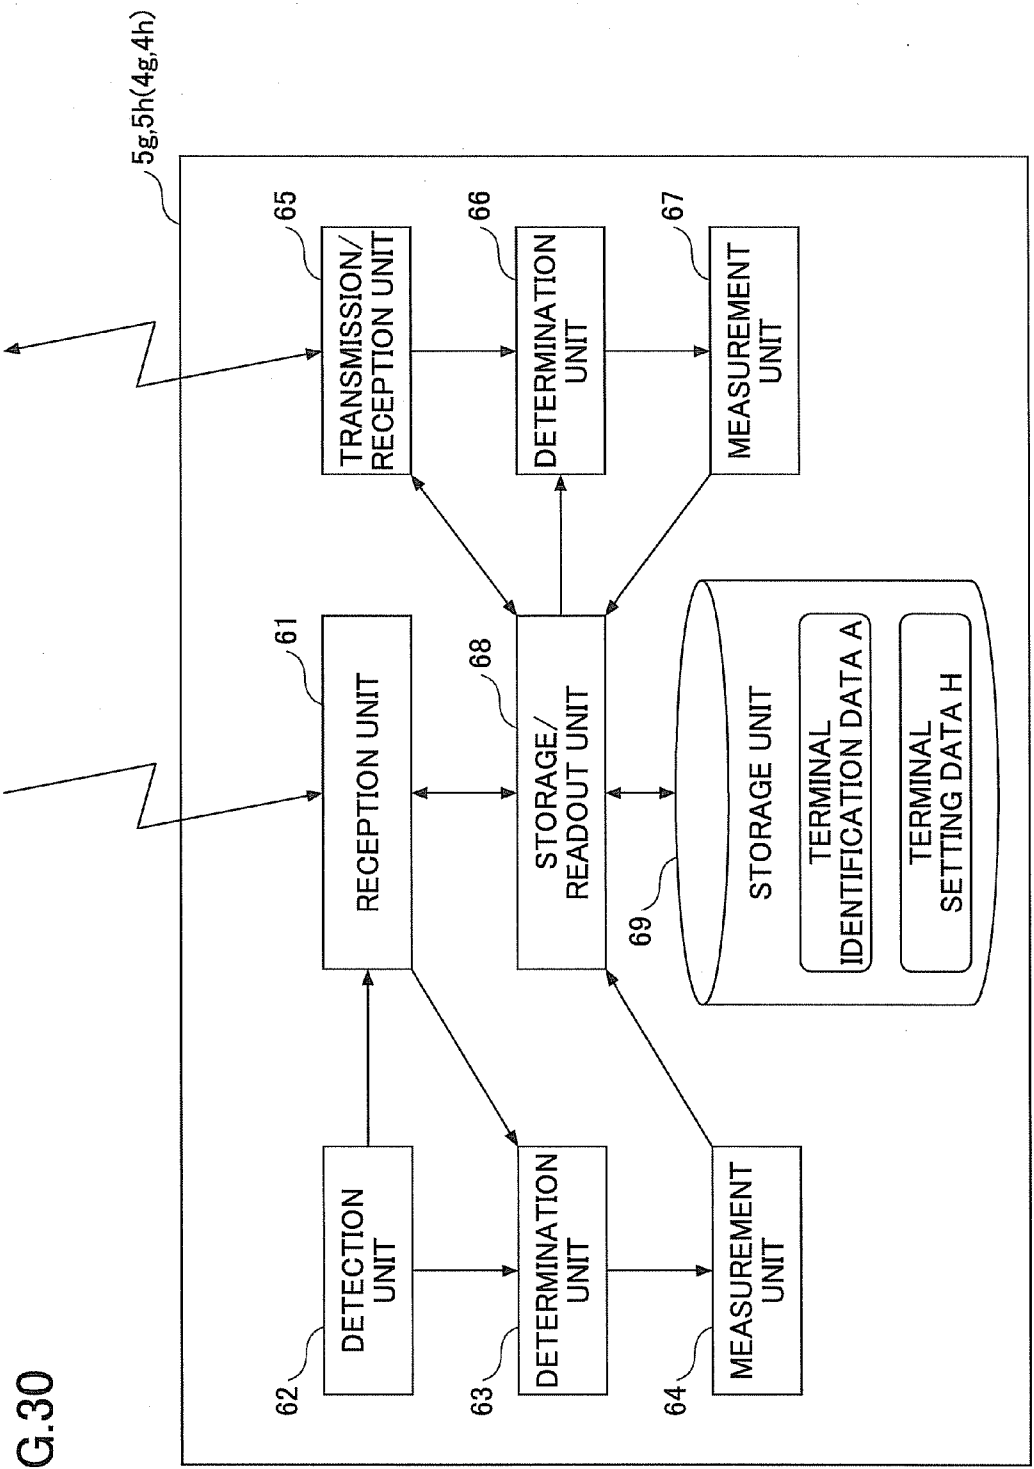 G.30
5g,5h(4g,4h)
62
DETECTION
UNIT
61
RECEPTION UNIT
65
TRANSMISSION/
RECEPTION UNIT
63
DETERMINATION
UNIT
68
STORAGE/
READOUT UNIT
66
DETERMINATION
UNIT
64
MEASUREMENT
UNIT
69
STORAGE UNIT
TERMINAL
IDENTIFICATION DATA A
TERMINAL
SETTING DATA H
67
MEASUREMENT
UNIT